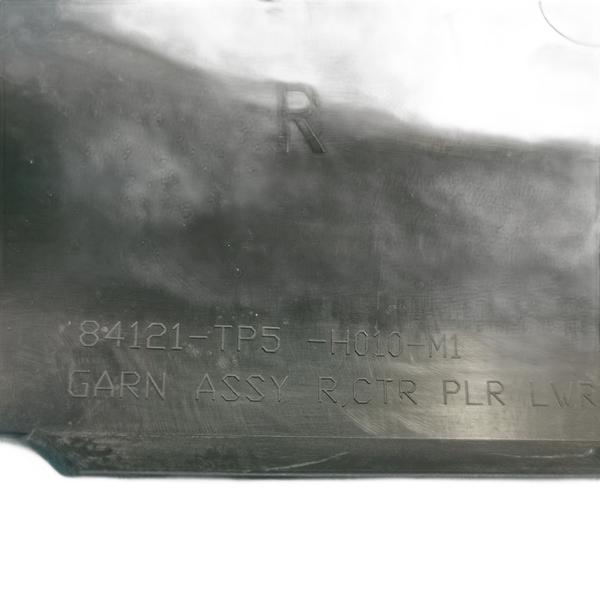 R
84121-TP5 -H010-M1
GARN ASSY R,CTR PLR LWR